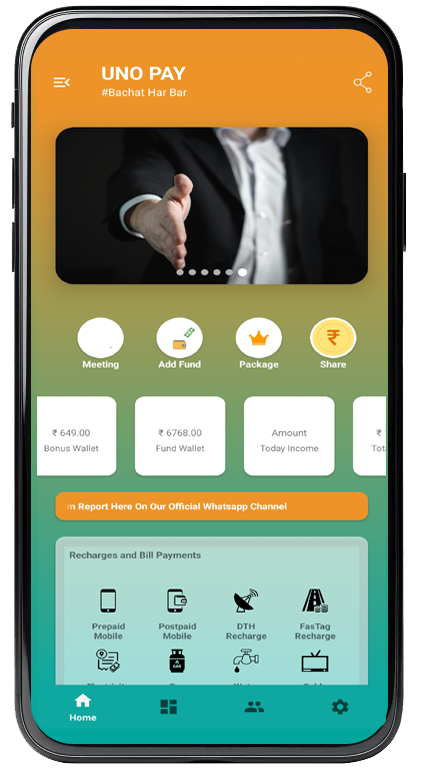 UNO PAY
#Bachat Har Bar
Meeting Add Fund Package Share
₹ 649.00 ₹ 6768.00 Amount ₹
Bonus Wallet Fund Wallet Today Income
m Report Here On Our Official Whatsapp Channel
Recharges and Bill Payments
Prepaid Postpaid DTH FasTag
Mobile Mobile Recharge Recharge
GAS
Home